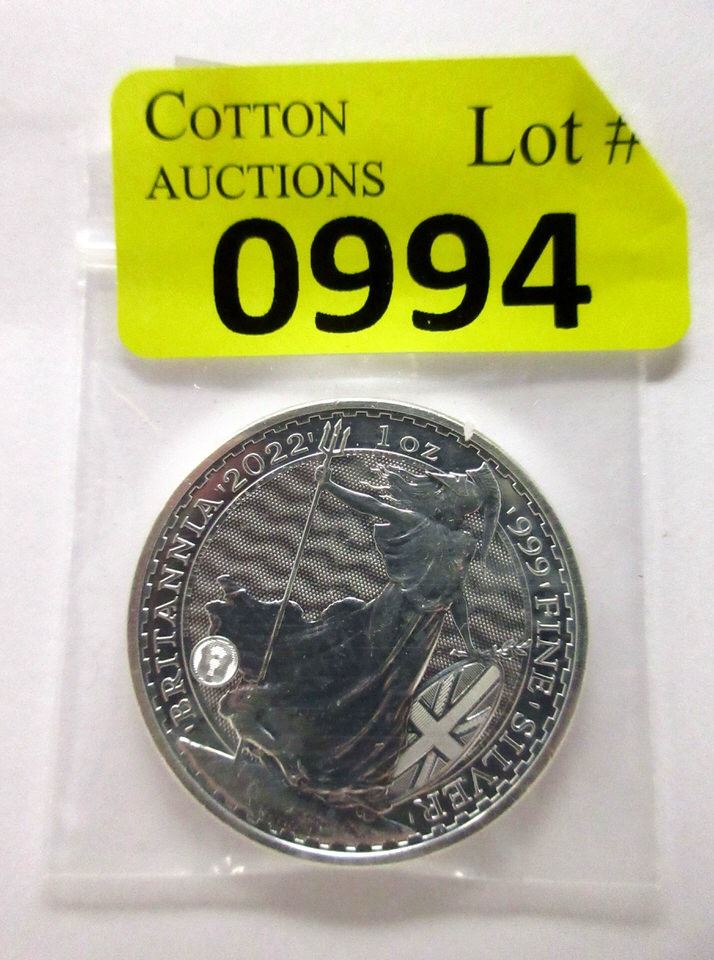 COTTON
AUCTIONS
Lot #
0994
BRITANNIA 2022 1 oz 999 FINE SILVER